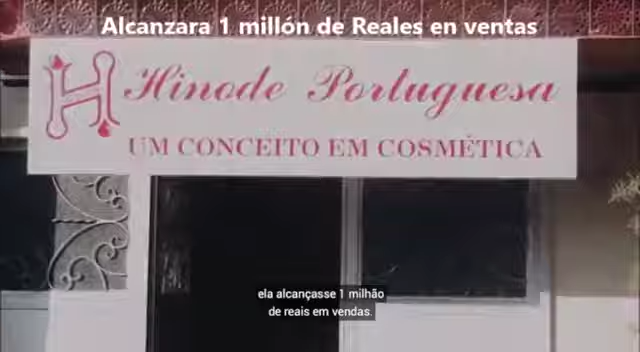 Alcanzara 1 millón de Reales en ventas
H Hinode Portuguesa
UM CONCEITO EM COSMÉTICA
ela alcançasse 1 milhão
de reais em vendas.